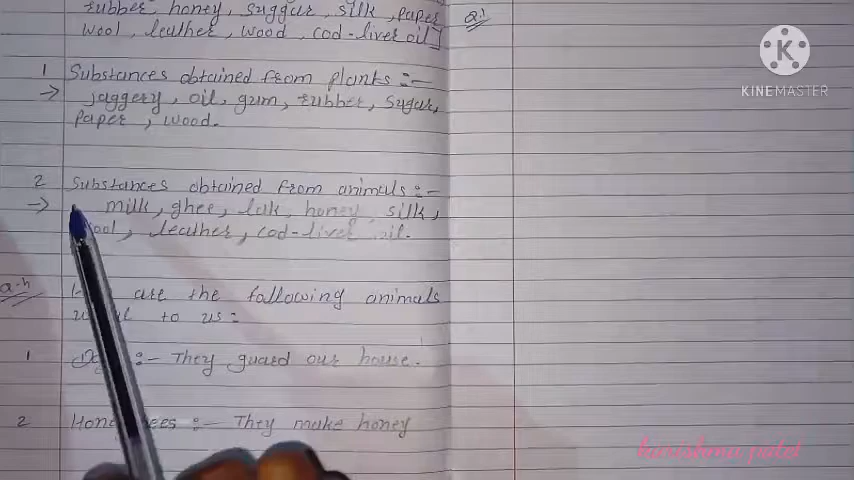 rubber, honey, suggar, silk, paper
wool, leather, wood, cod-liver oil]
1 Substances obtained from plants :-
→ jaggery, oil, gum, rubber, sugar,
paper, wood.
2 Substances obtained from animals :-
→ milk, ghee, lak, honey, silk,
leather, cod-liver oil.
are the following animals
to us :
1 :- They guard our house.
2 :- They make honey
KINEMASTER